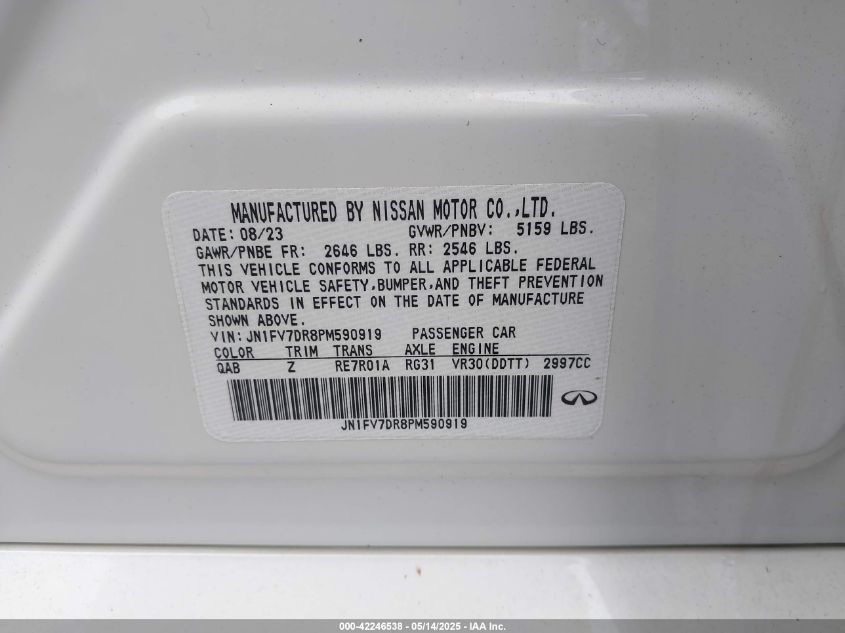 MANUFACTURED BY NISSAN MOTOR CO.,LTD.
DATE: 08/23 GVWR/PNBV: 5159 LBS.
GAWR/PNBE FR: 2646 LBS. RR: 2546 LBS.
THIS VEHICLE CONFORMS TO ALL APPLICABLE FEDERAL
MOTOR VEHICLE SAFETY,BUMPER,AND THEFT PREVENTION
STANDARDS IN EFFECT ON THE DATE OF MANUFACTURE
SHOWN ABOVE.
VIN: JN1FV7DR8PM590919 PASSENGER CAR
COLOR TRIM TRANS AXLE ENGINE
QAB Z RE7R01A RG31 VR30(DDTT) 2997CC
JN1FV7DR8PM590919
000-42246538 - 05/14/2025 - IAA Inc.